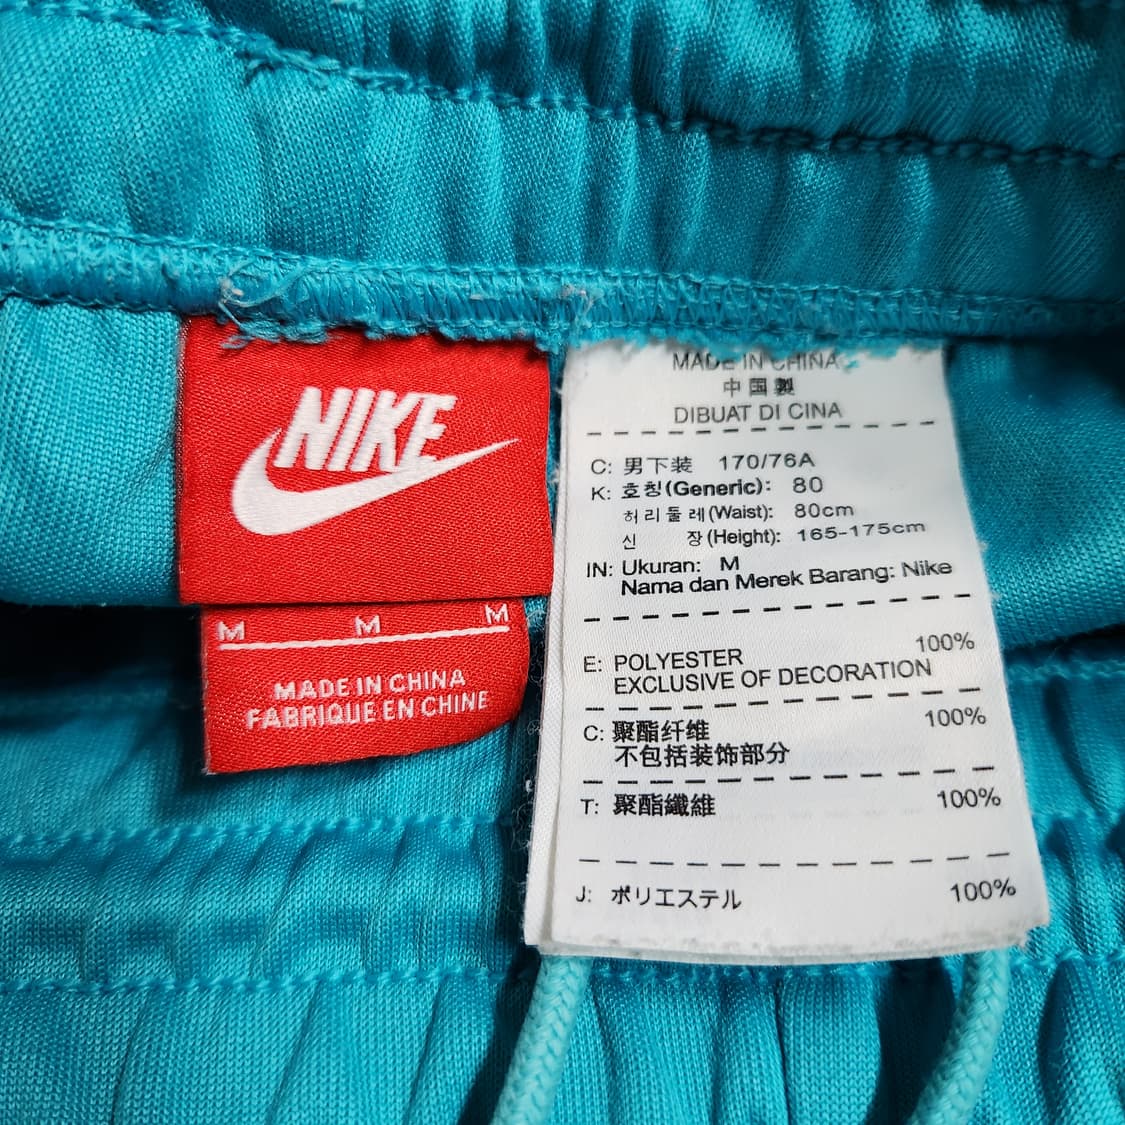 NIKE
M M M
MADE IN CHINA
FABRIQUE EN CHINE
MADE IN CHINA
中国製
DIBUAT DI CINA
C: 男下装 170/76A
K: 호칭(Generic): 80
허리둘레(Waist): 80cm
신 장(Height): 165-175cm
IN: Ukuran: M
Nama dan Merek Barang: Nike
100%
E: POLYESTER
EXCLUSIVE OF DECORATION
100%
C: 聚酯纤维
不包括装饰部分
T: 聚酯纖維 100%
J: ポリエステル 100%